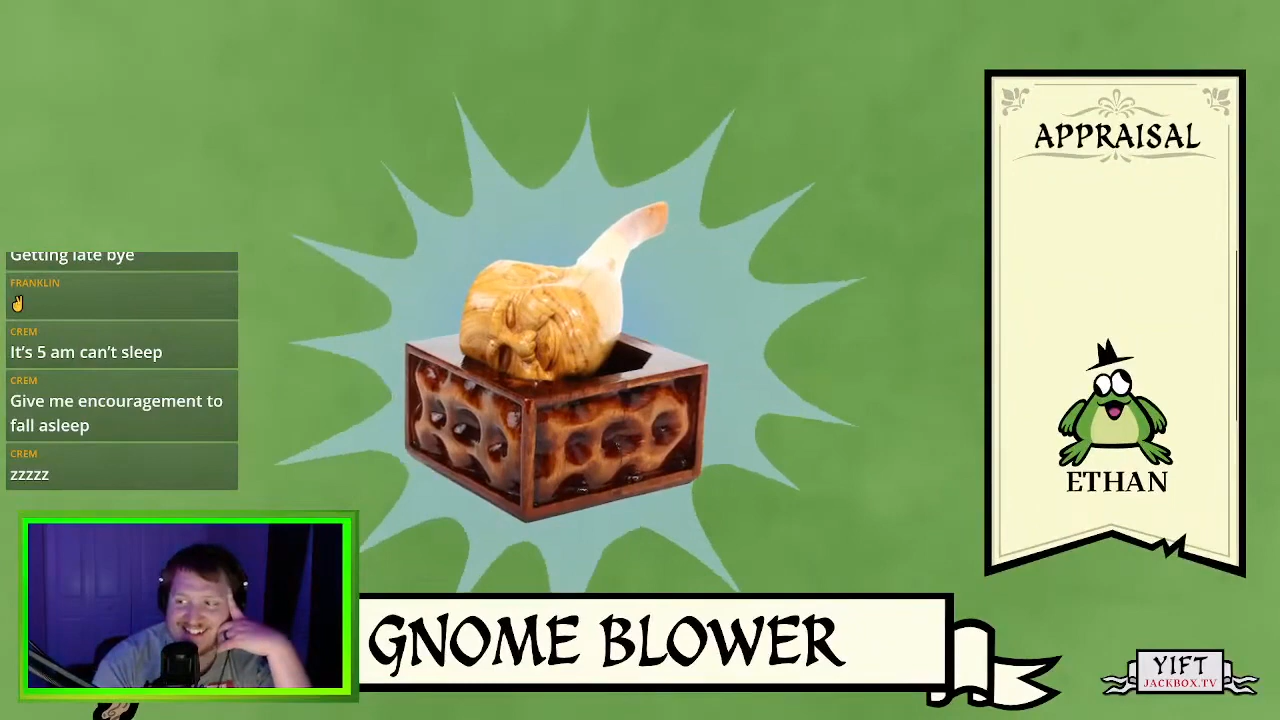 Getting late bye
FRANKLIN
✌
CREM
It's 5 am can't sleep
CREM
Give me encouragement to
fall asleep
CREM
zzzzz
APPRAISAL
ETHAN
GNOME BLOWER
YIFT
JACKBOX.TV